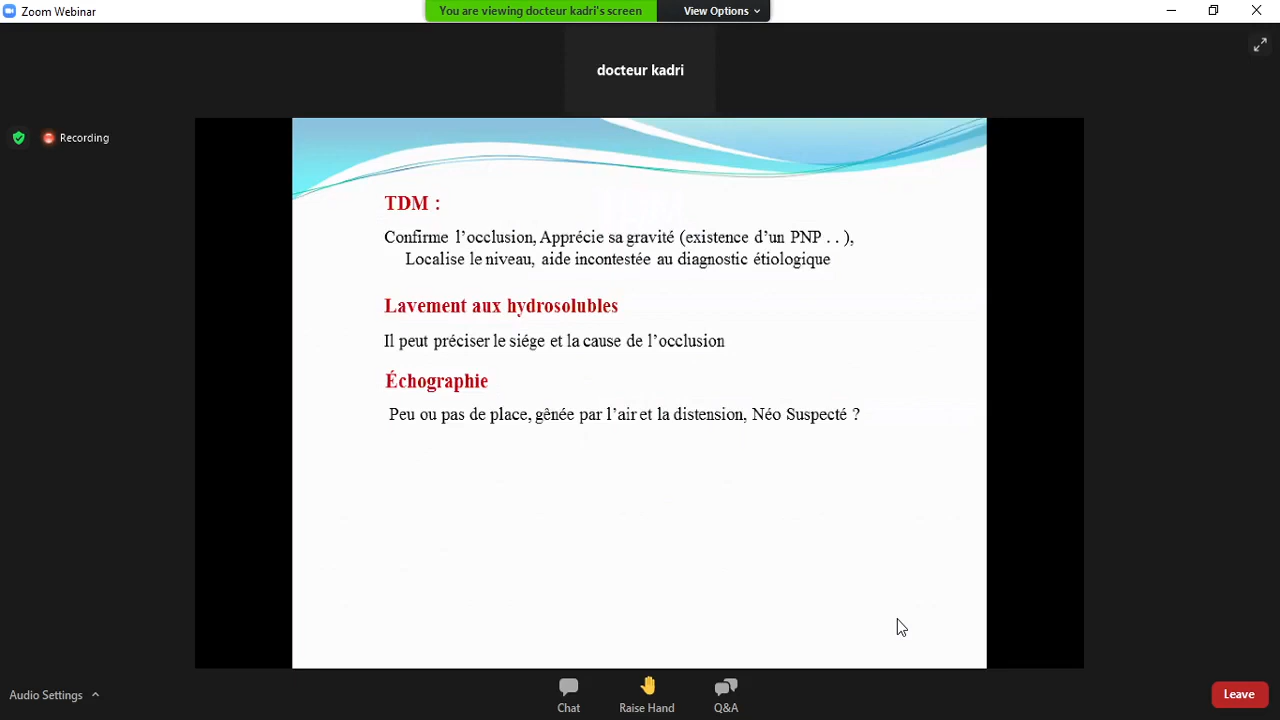 Zoom Webinar
You are viewing docteur kadri's screen
View Options
docteur kadri
Recording
TDM :
Confirme l'occlusion, Apprécie sa gravité (existence d'un PNP . . ),
Localise le niveau, aide incontestée au diagnostic étiologique
Lavement aux hydrosolubles
Il peut préciser le siége et la cause de l'occlusion
Échographie
Peu ou pas de place, gênée par l'air et la distension, Néo Suspecté ?
Audio Settings
Chat
Raise Hand
Q&A
Leave